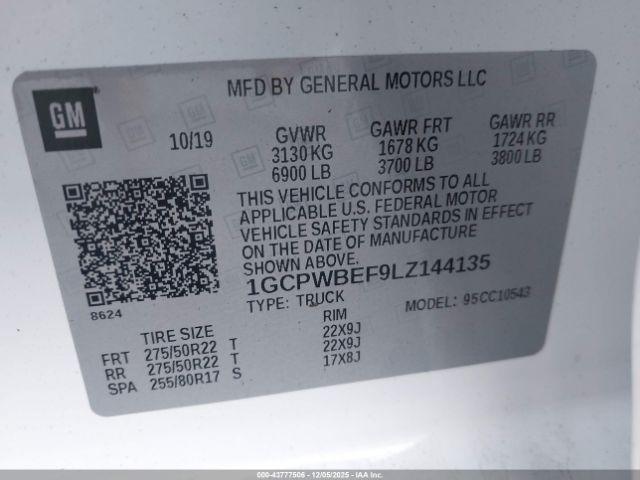 GM
MFD BY GENERAL MOTORS LLC
10/19
GVWR GAWR FRT GAWR RR
3130 KG 1678 KG 1724 KG
6900 LB 3700 LB 3800 LB
THIS VEHICLE CONFORMS TO ALL
APPLICABLE U.S. FEDERAL MOTOR
VEHICLE SAFETY STANDARDS IN EFFECT
ON THE DATE OF MANUFACTURE
SHOWN ABOVE.
1GCPWBEF9LZ144135
TYPE: TRUCK MODEL: 95CC10543
8624
TIRE SIZE RIM
FRT 275/50R22 T 22X9J
RR 275/50R22 T 22X9J
SPA 255/80R17 S 17X8J
000-43777506 - 12/05/2025 - IAA Inc.